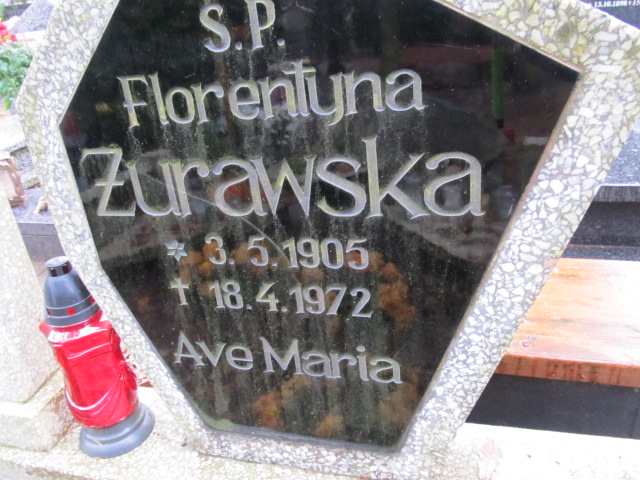 Ś.P.
Florentyna
Żurawska
* 3.5.1905
† 18.4.1972
Ave Maria